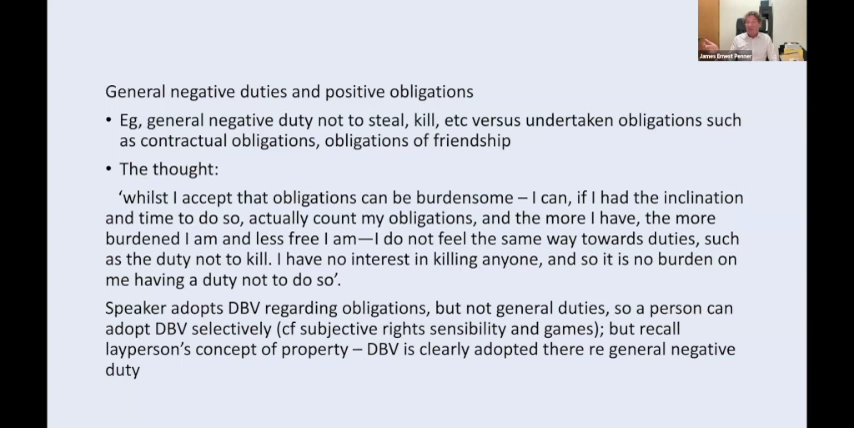 James Ernest Penner
General negative duties and positive obligations
• Eg, general negative duty not to steal, kill, etc versus undertaken obligations such
as contractual obligations, obligations of friendship
• The thought:
‘whilst I accept that obligations can be burdensome – I can, if I had the inclination
and time to do so, actually count my obligations, and the more I have, the more
burdened I am and less free I am—I do not feel the same way towards duties, such
as the duty not to kill. I have no interest in killing anyone, and so it is no burden on
me having a duty not to do so’.
Speaker adopts DBV regarding obligations, but not general duties, so a person can
adopt DBV selectively (cf subjective rights sensibility and games); but recall
layperson’s concept of property – DBV is clearly adopted there re general negative
duty